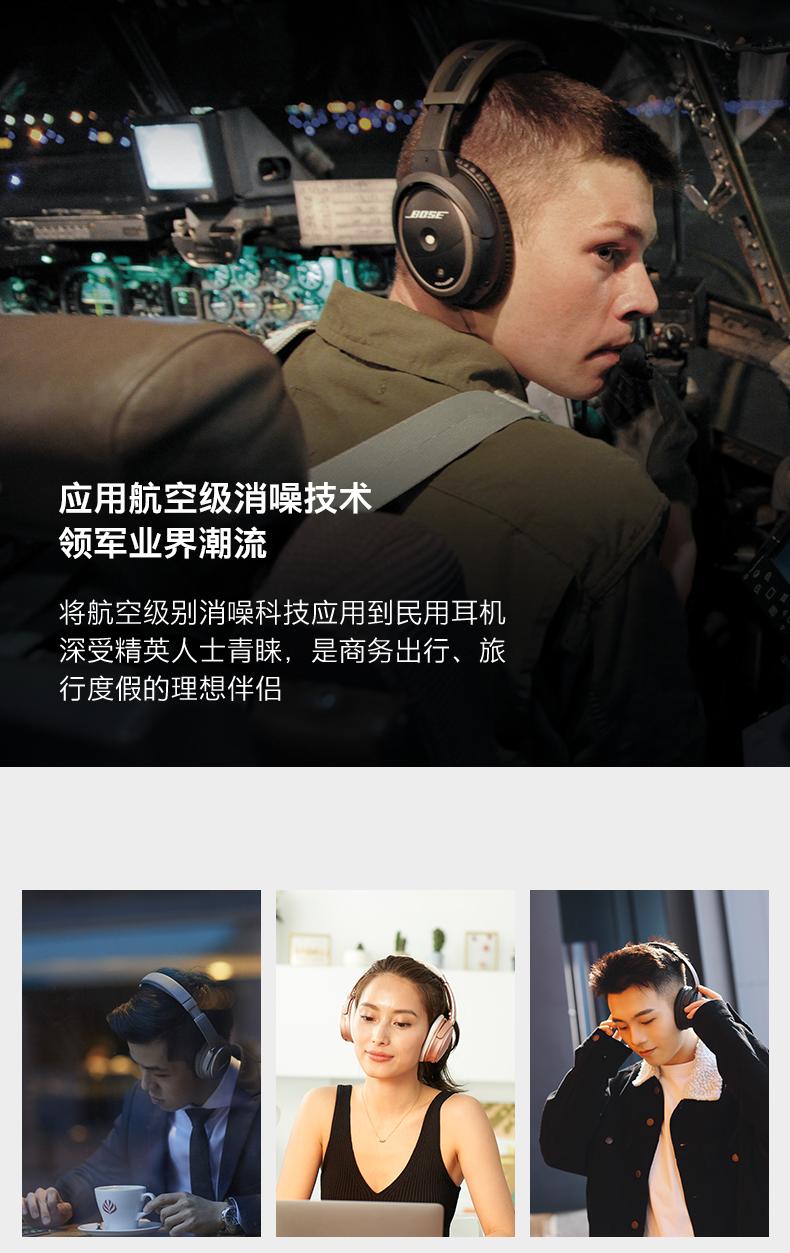 BOSE
应用航空级消噪技术
领军业界潮流
将航空级别消噪科技应用到民用耳机
深受精英人士青睐，是商务出行、旅
行度假的理想伴侣